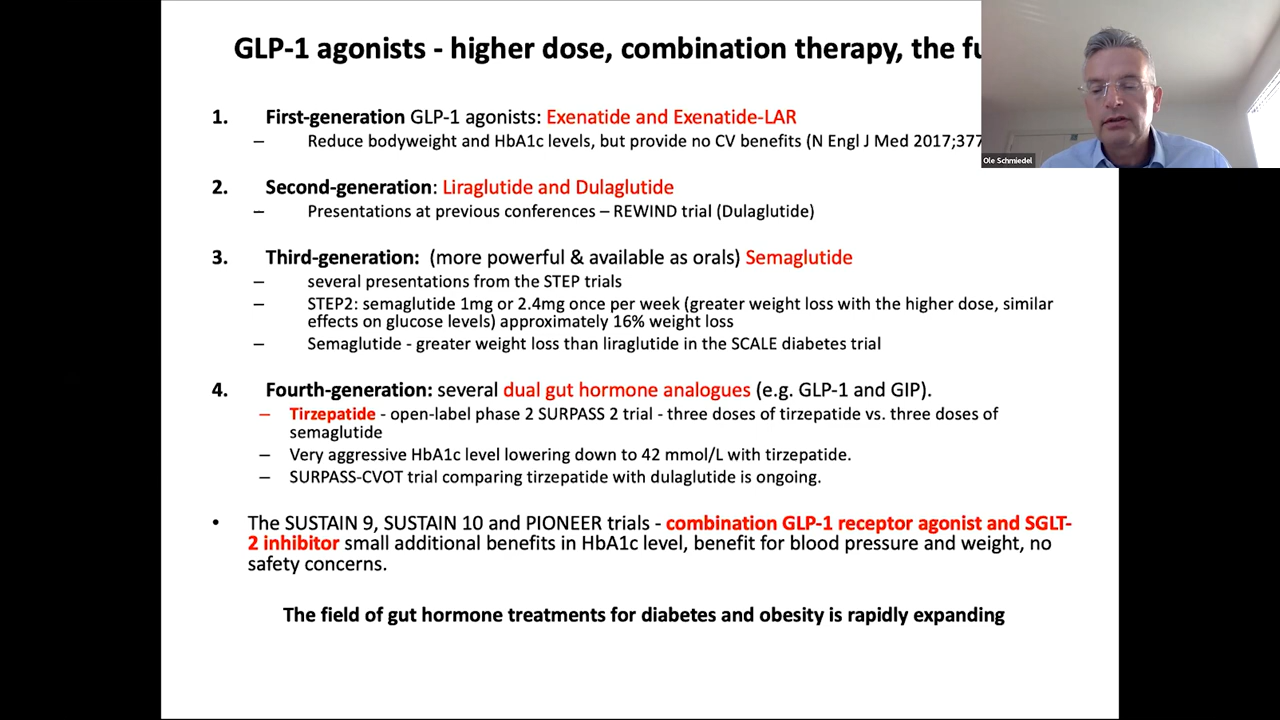 GLP-1 agonists - higher dose, combination therapy, the fu
1. First-generation GLP-1 agonists: Exenatide and Exenatide-LAR
– Reduce bodyweight and HbA1c levels, but provide no CV benefits (N Engl J Med 2017;377
Ole Schmiedel
2. Second-generation: Liraglutide and Dulaglutide
– Presentations at previous conferences – REWIND trial (Dulaglutide)
3. Third-generation: (more powerful & available as orals) Semaglutide
– several presentations from the STEP trials
– STEP2: semaglutide 1mg or 2.4mg once per week (greater weight loss with the higher dose, similar
effects on glucose levels) approximately 16% weight loss
– Semaglutide - greater weight loss than liraglutide in the SCALE diabetes trial
4. Fourth-generation: several dual gut hormone analogues (e.g. GLP-1 and GIP).
– Tirzepatide - open-label phase 2 SURPASS 2 trial - three doses of tirzepatide vs. three doses of
semaglutide
– Very aggressive HbA1c level lowering down to 42 mmol/L with tirzepatide.
– SURPASS-CVOT trial comparing tirzepatide with dulaglutide is ongoing.
• The SUSTAIN 9, SUSTAIN 10 and PIONEER trials - combination GLP-1 receptor agonist and SGLT-
2 inhibitor small additional benefits in HbA1c level, benefit for blood pressure and weight, no
safety concerns.
The field of gut hormone treatments for diabetes and obesity is rapidly expanding